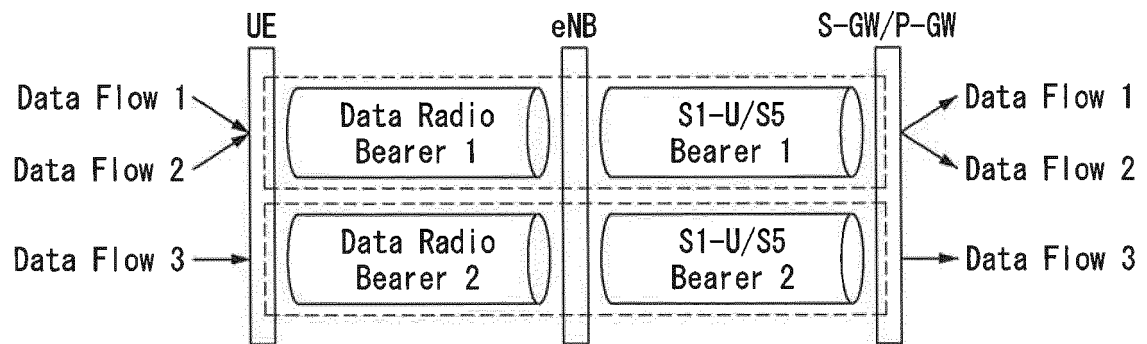 UE eNB S-GW/P-GW
Data Flow 1 Data Radio S1-U/S5 Data Flow 1
Data Flow 2 Bearer 1 Bearer 1 Data Flow 2
Data Flow 3 Data Radio S1-U/S5 Data Flow 3
Bearer 2 Bearer 2